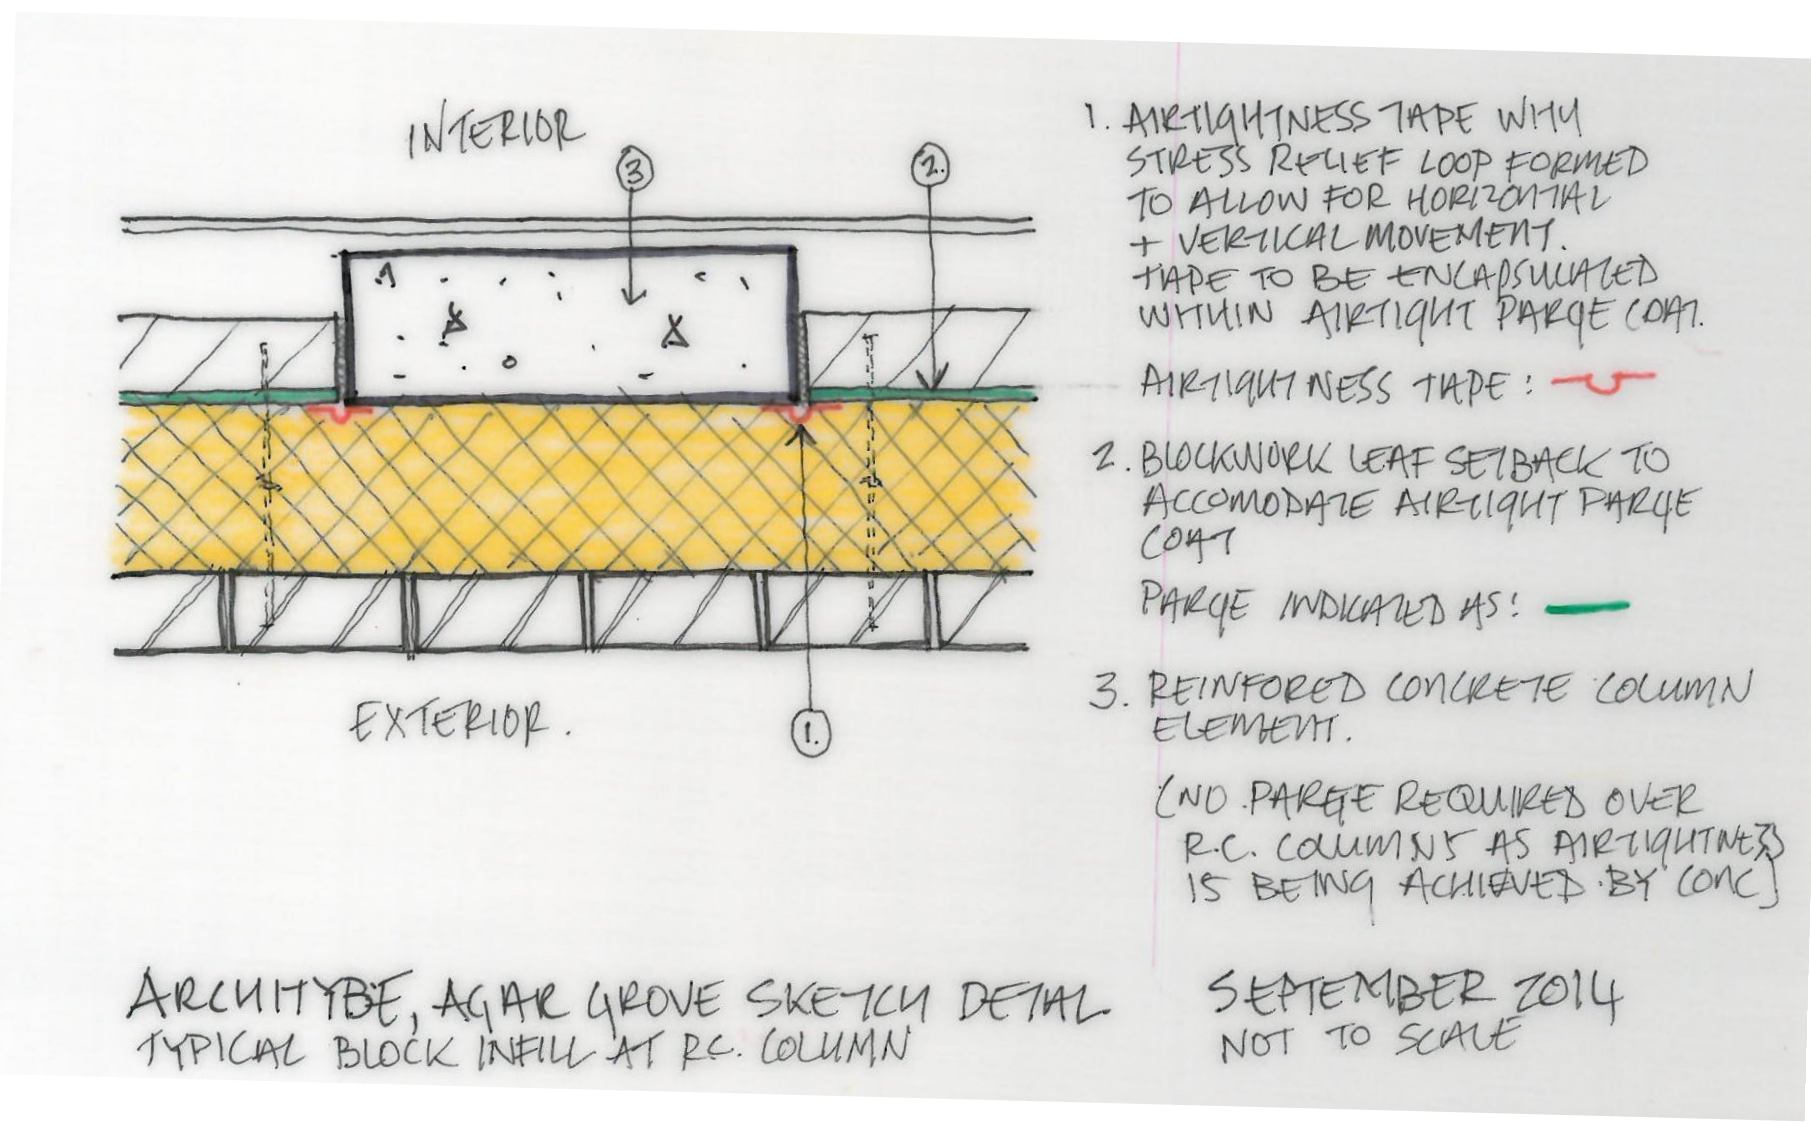 INTERIOR
3
2.
EXTERIOR.
1.
1. AIRTIGHTNESS TAPE WITH
STRESS RELIEF LOOP FORMED
TO ALLOW FOR HORIZONTAL
+ VERTICAL MOVEMENT.
TAPE TO BE ENCAPSULATED
WITHIN AIRTIGHT PARGE COAT.
AIRTIGHTNESS TAPE:
2. BLOCKWORK LEAF SETBACK TO
ACCOMODATE AIRTIGHT PARGE
COAT
PARGE INDICATED AS:
3. REINFORED CONCRETE COLUMN
ELEMENT.
(NO PARGE REQUIRED OVER
R.C. COLUMNS AS AIRTIGHTNESS
IS BEING ACHIEVED BY CONC)
ARCHITYPE, AGAR GROVE SKETCH DETAIL
TYPICAL BLOCK INFILL AT R.C. COLUMN
SEPTEMBER 2014
NOT TO SCALE